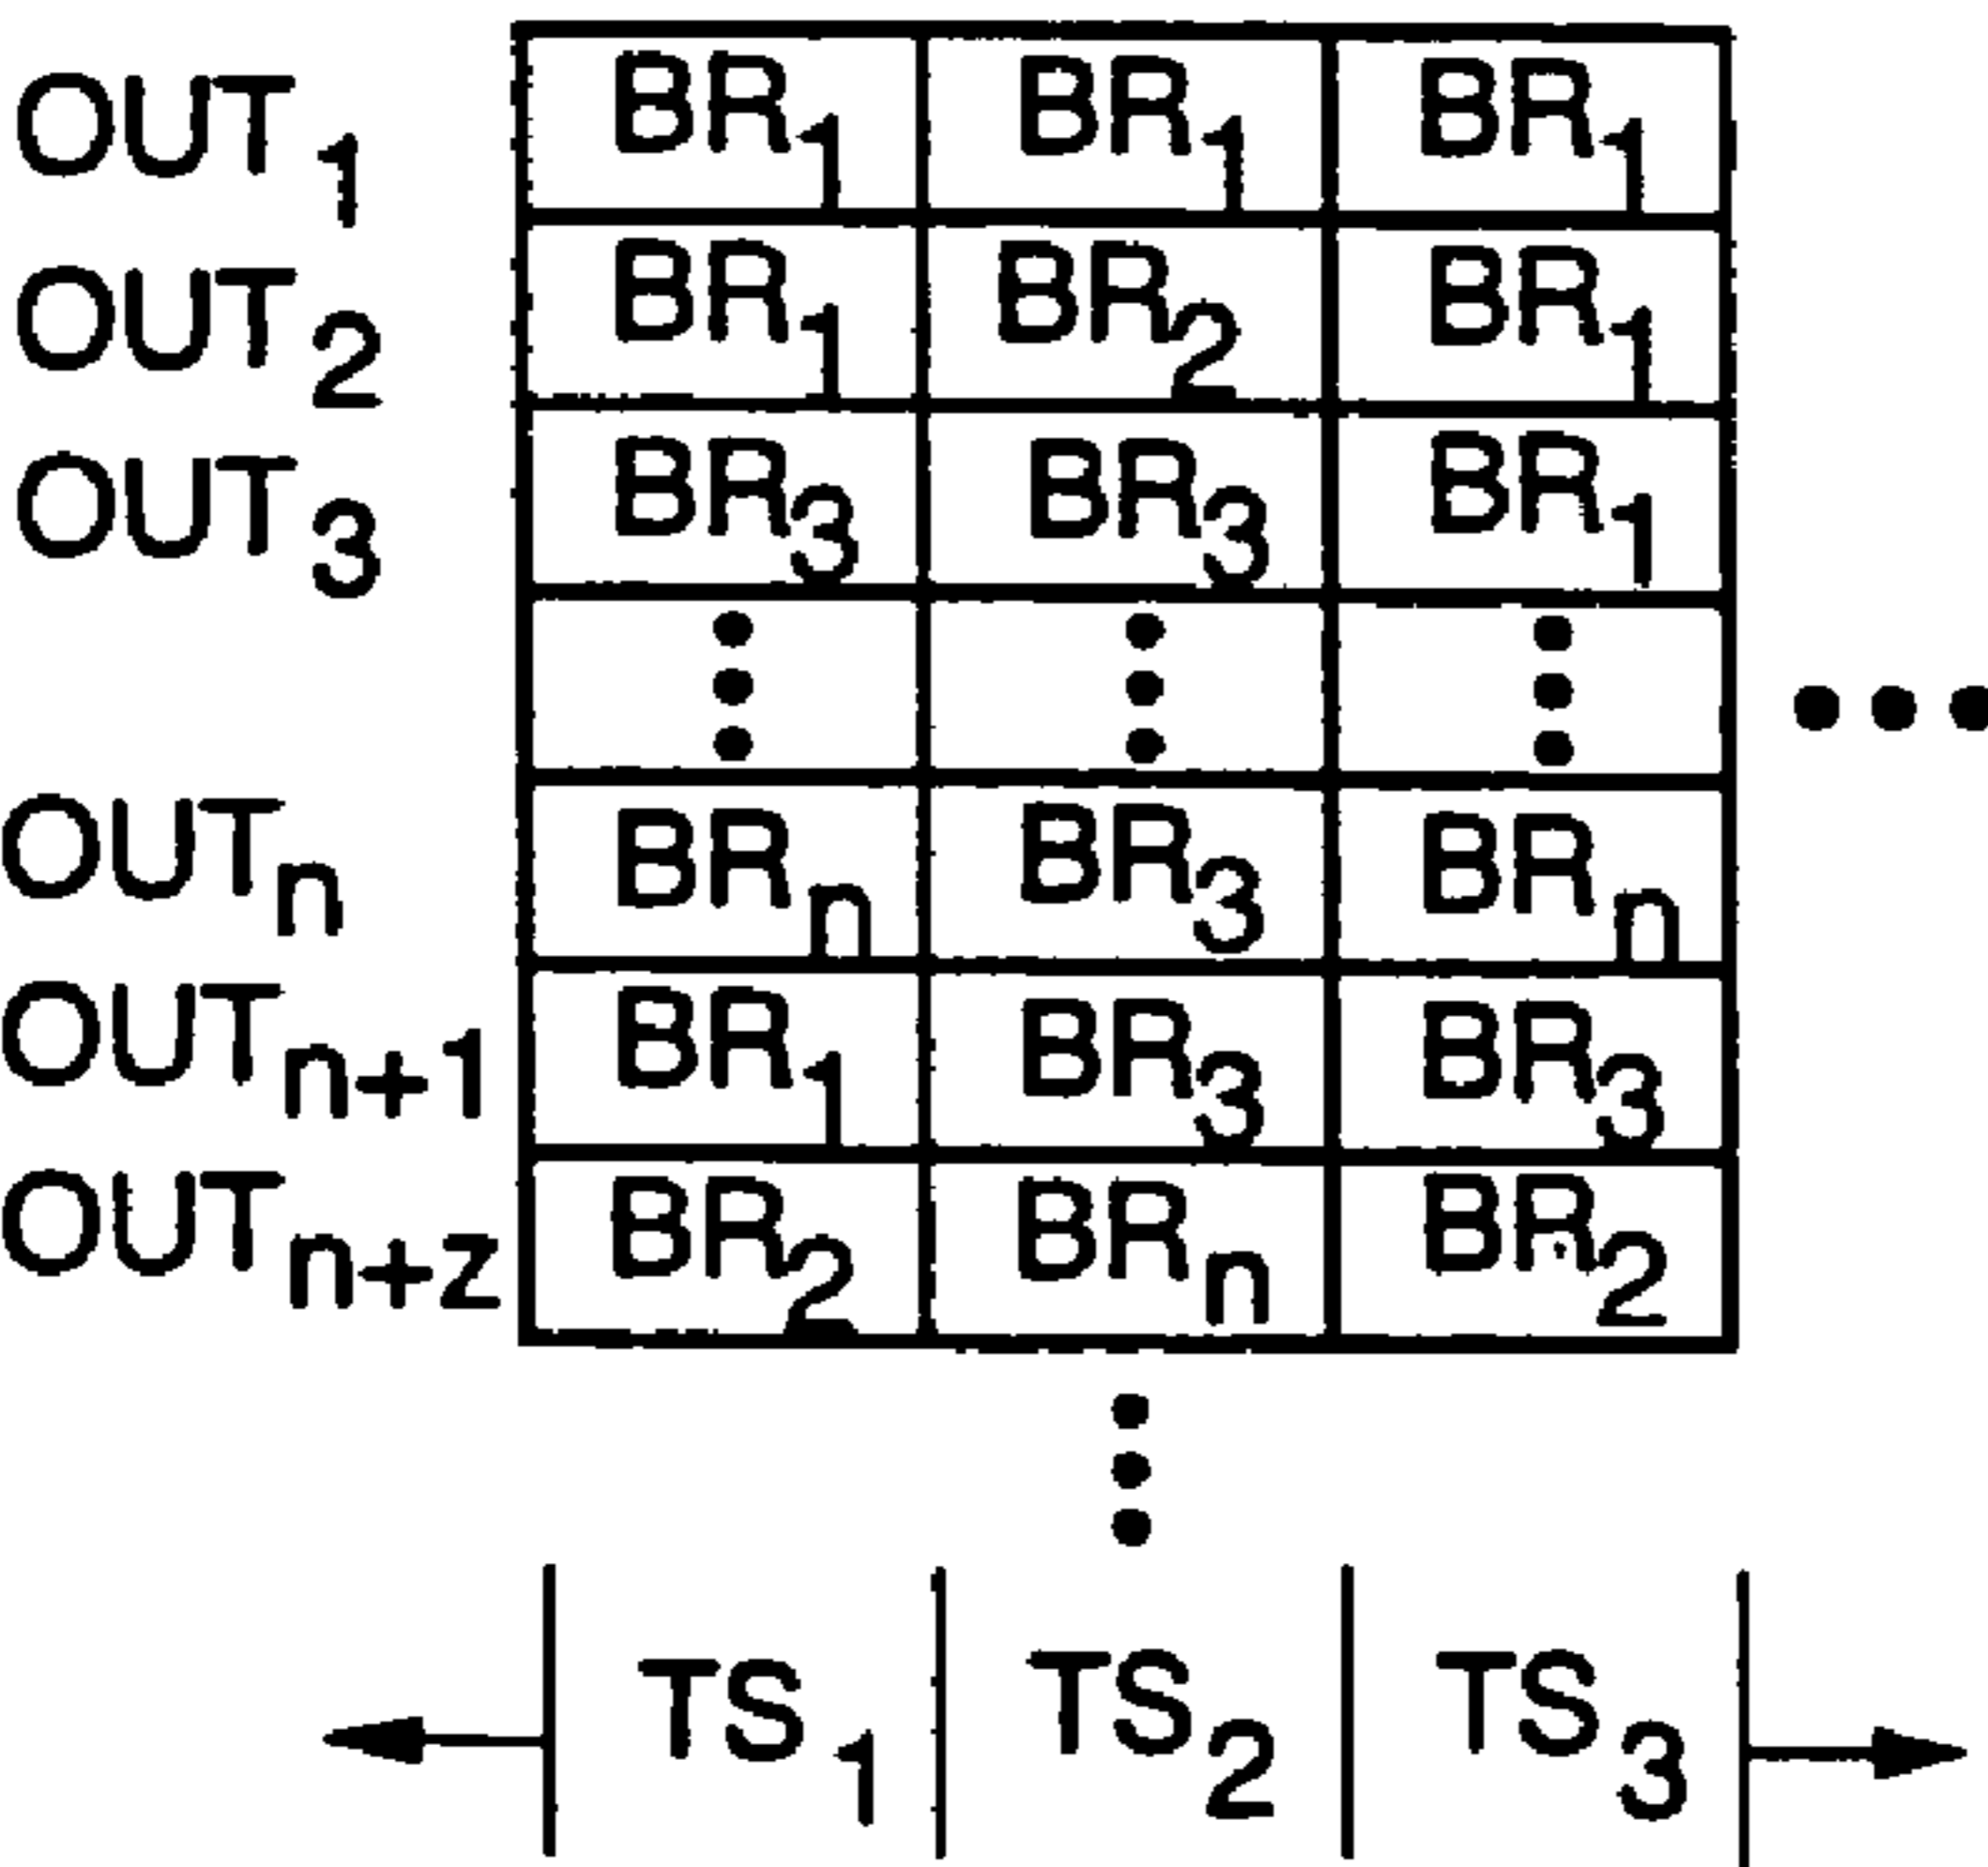 OUT₁ BR₁ BR₁ BR₁
OUT₂ BR₁ BR₂ BR₁
OUT₃ BR₃ BR₃ BR₁
OUTₙ BRₙ BR₃ BRₙ
OUTₙ₊₁ BR₁ BR₃ BR₃
OUTn+z BR₂ BRₙ BR₂
TS₁ TS₂ TS₃